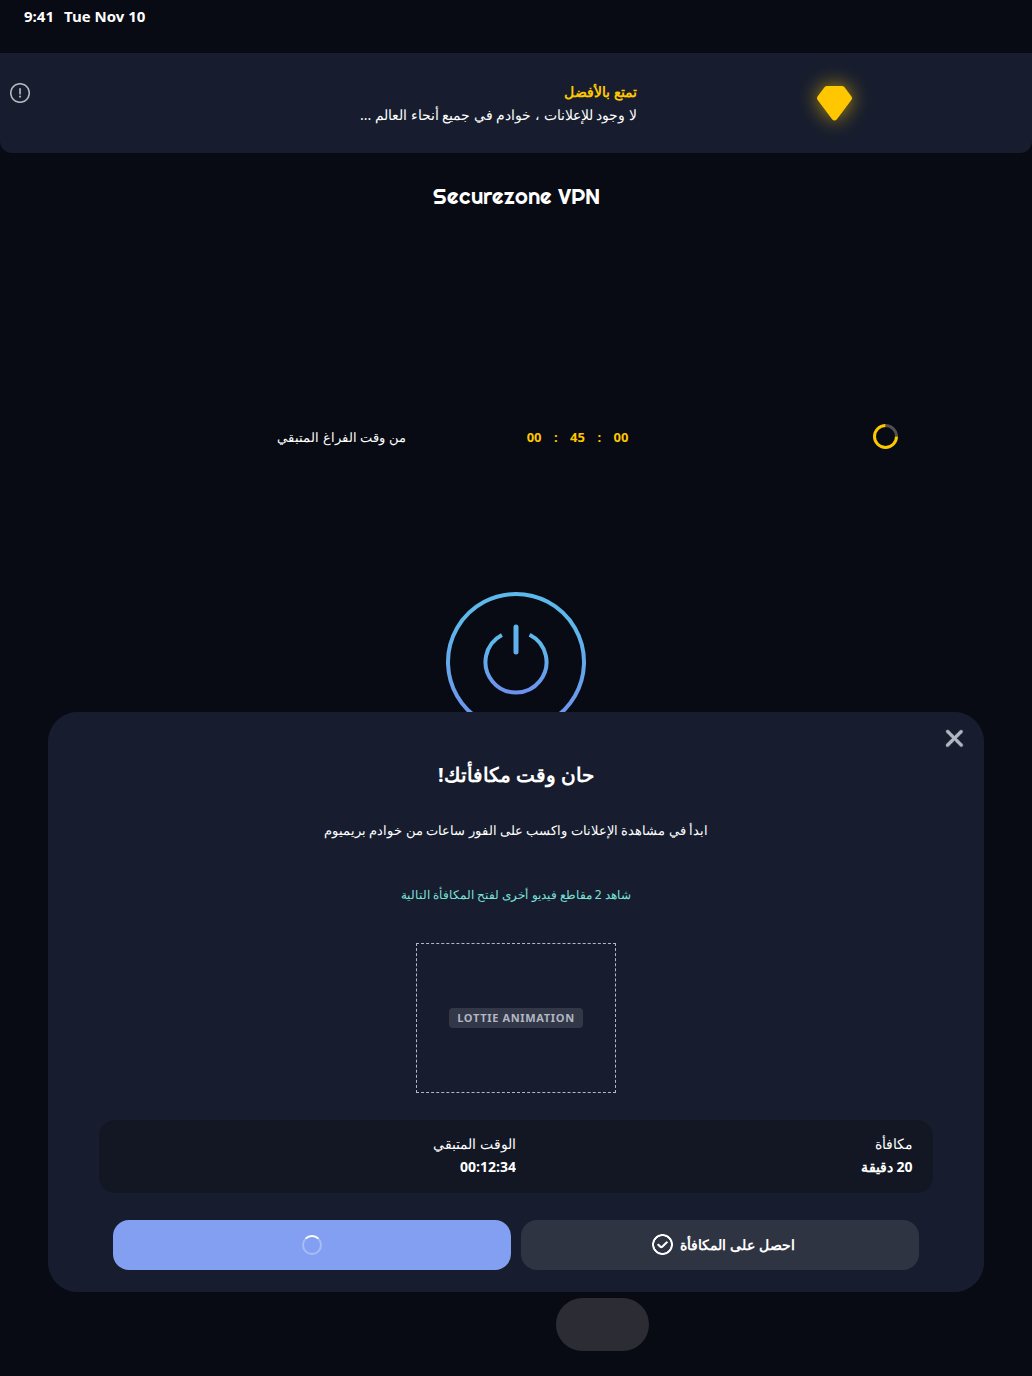 9:41 Tue Nov 10
تمتع بالأفضل
لا وجود للإعلانات ، خوادم في جميع أنحاء العالم ...
Securezone VPN
00 : 45 : 00
من وقت الفراغ المتبقي
حان وقت مكافأتك!
ابدأ في مشاهدة الإعلانات واكسب على الفور ساعات من خوادم بريميوم
شاهد 2 مقاطع فيديو أخرى لفتح المكافأة التالية
LOTTIE ANIMATION
مكافأة
20 دقيقة
الوقت المتبقي
00:12:34
احصل على المكافأة